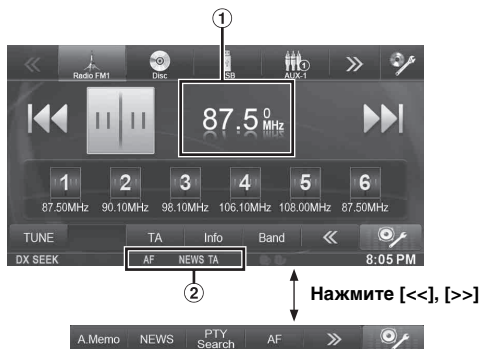 ①
Radio FM1 Disc SB AUX-1
87.5 0 MHz
1 2 3 4 5 6
87.50MHz 90.10MHz 98.10MHz 106.10MHz 108.00MHz 87.50MHz
TUNE TA Info Band
DX SEEK AF NEWS TA 8:05 PM
②
Нажмите [<<], [>>]
A.Memo NEWS PTY Search AF